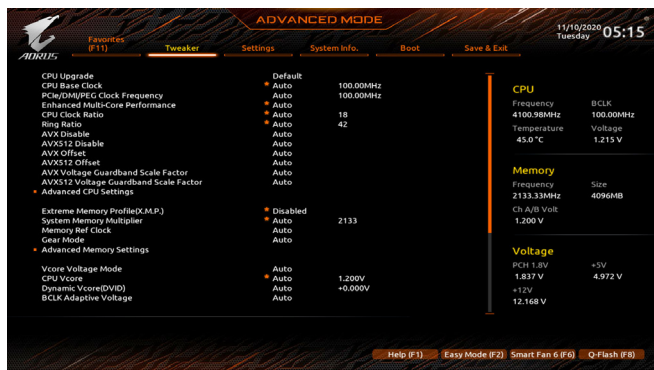 ADVANCED MODE
11/10/2020 05:15
Tuesday
AORUS
Favorites
(F11) Tweaker Settings System Info. Boot Save & Exit
CPU Upgrade Default
CPU Base Clock * Auto 100.00MHz
PCIe/DMI/PEG Clock Frequency Auto 100.00MHz
Enhanced Multi-Core Performance * Auto
CPU Clock Ratio * Auto 18
Ring Ratio * Auto 42
AVX Disable Auto
AVX512 Disable Auto
AVX Offset Auto
AVX512 Offset Auto
AVX Voltage Guardband Scale Factor Auto
AVX512 Voltage Guardband Scale Factor Auto
Advanced CPU Settings
Extreme Memory Profile(X.M.P.) * Disabled
System Memory Multiplier * Auto 2133
Memory Ref Clock Auto
Gear Mode Auto
Advanced Memory Settings
Vcore Voltage Mode Auto
CPU Vcore * Auto 1.200V
Dynamic Vcore(DVID) Auto +0.000V
BCLK Adaptive Voltage Auto
CPU
Frequency BCLK
4100.98MHz 100.00MHz
Temperature Voltage
45.0 °C 1.215 V
Memory
Frequency Size
2133.33MHz 4096MB
Ch A/B Volt
1.200 V
Voltage
PCH 1.8V +5V
1.837 V 4.972 V
+12V
12.168 V
Help (F1) Easy Mode (F2) Smart Fan 6 (F6) Q-Flash (F8)